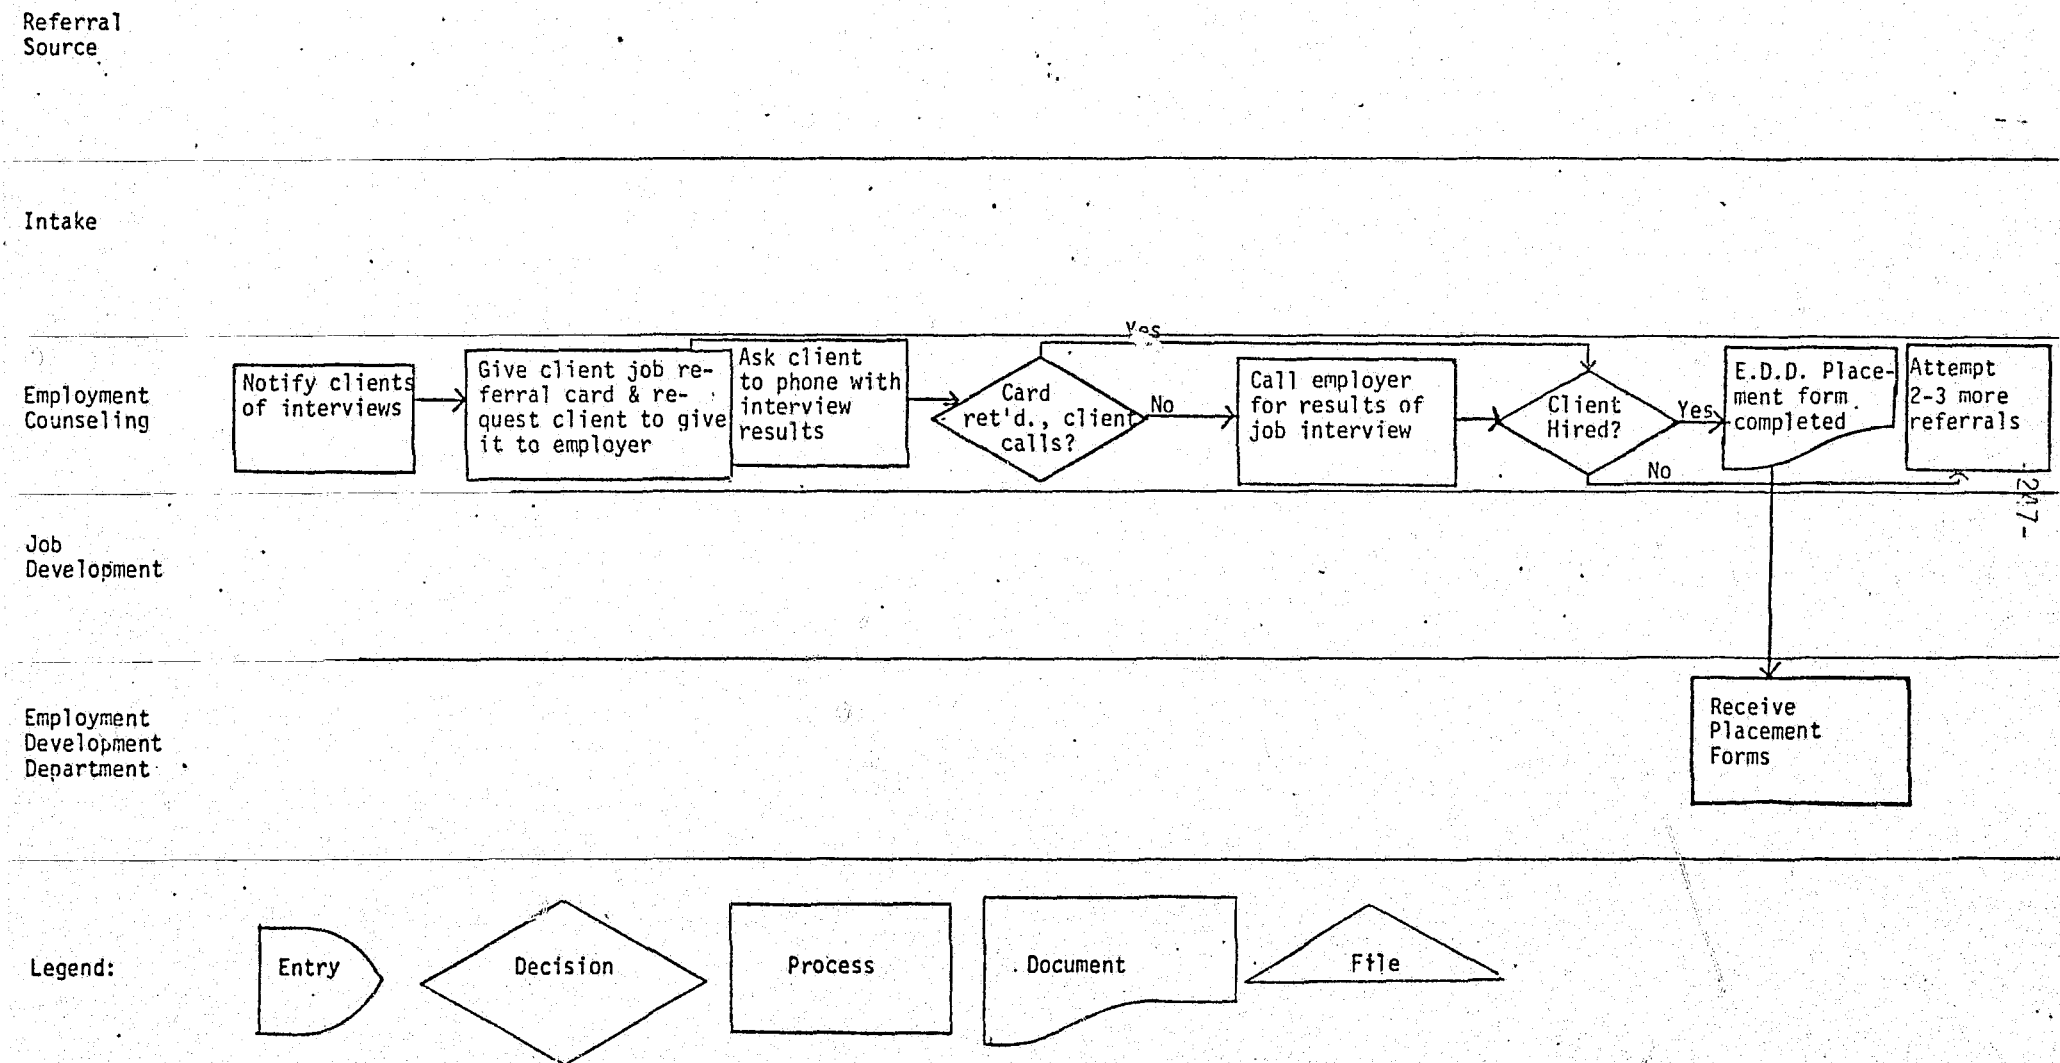 Referral
Source
Intake
Yes
Employment
Counseling
Notify clients
of interviews
Give client job re-
ferral card & re-
quest client to give
it to employer
Ask client
to phone with
interview
results
Card
ret'd., client
calls?
No
Call employer
for results of
job interview
Client
Hired?
Yes
No
E.D.D. Place-
ment form
completed
Attempt
2-3 more
referrals
-247-
Job
Development
Employment
Development
Department
Receive
Placement
Forms
Legend:
Entry
Decision
Process
Document
File